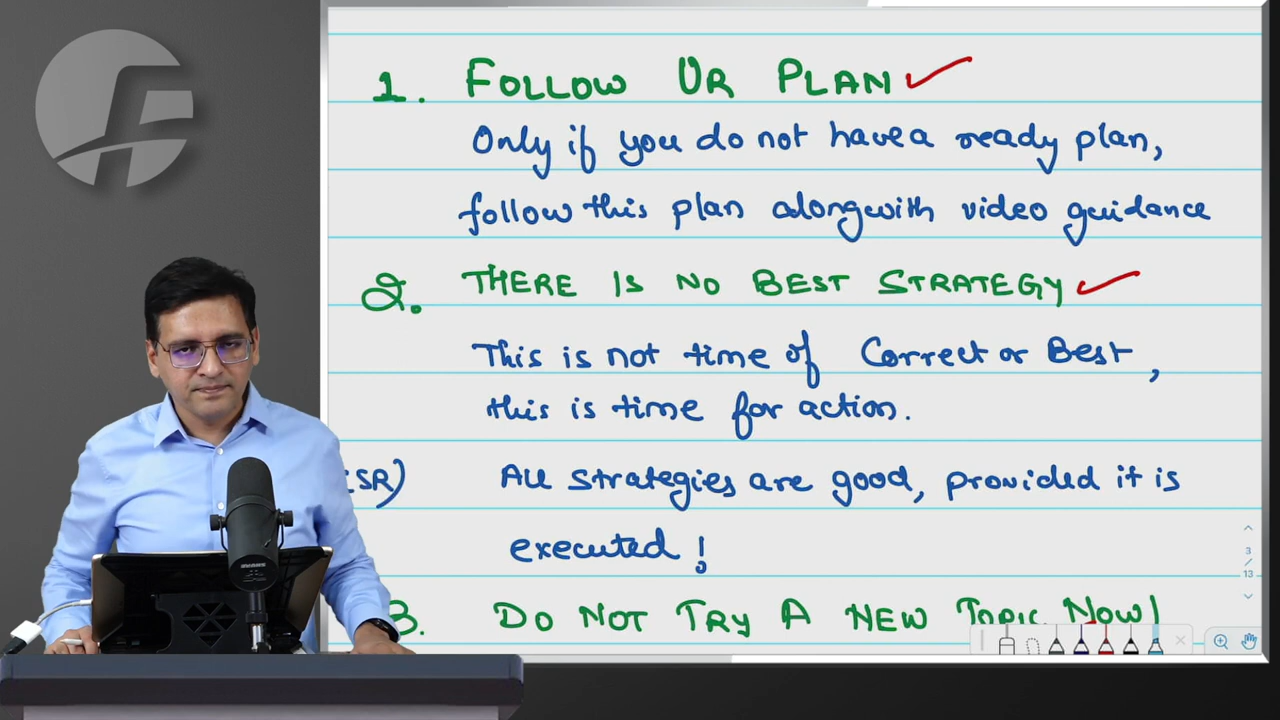 1. FOLLOW UR PLAN
Only if you do not have a ready plan,
follow this plan alongwith video guidance
2. THERE IS NO BEST STRATEGY
This is not time of Correct or Best,
this is time for action.
SR) All strategies are good, provided it is
executed!
3. DO NOT TRY A NEW TOPIC NOW!
3
/
13